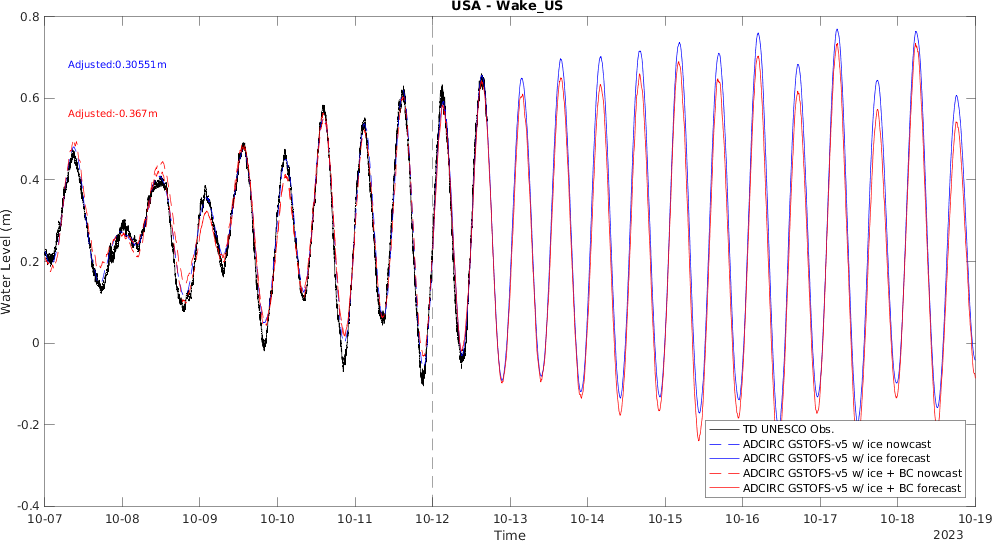 USA - Wake_US
0.8
Adjusted:0.30551m
0.6
Adjusted:-0.367m
0.4
0.2
Water Level (m)
0
-0.2
TD UNESCO Obs.
ADCIRC GSTOFS-v5 w/ ice nowcast
ADCIRC GSTOFS-v5 w/ ice forecast
ADCIRC GSTOFS-v5 w/ ice + BC nowcast
ADCIRC GSTOFS-v5 w/ ice + BC forecast
-0.4
10-07 10-08 10-09 10-10 10-11 10-12 10-13 10-14 10-15 10-16 10-17 10-18 10-19
Time
2023